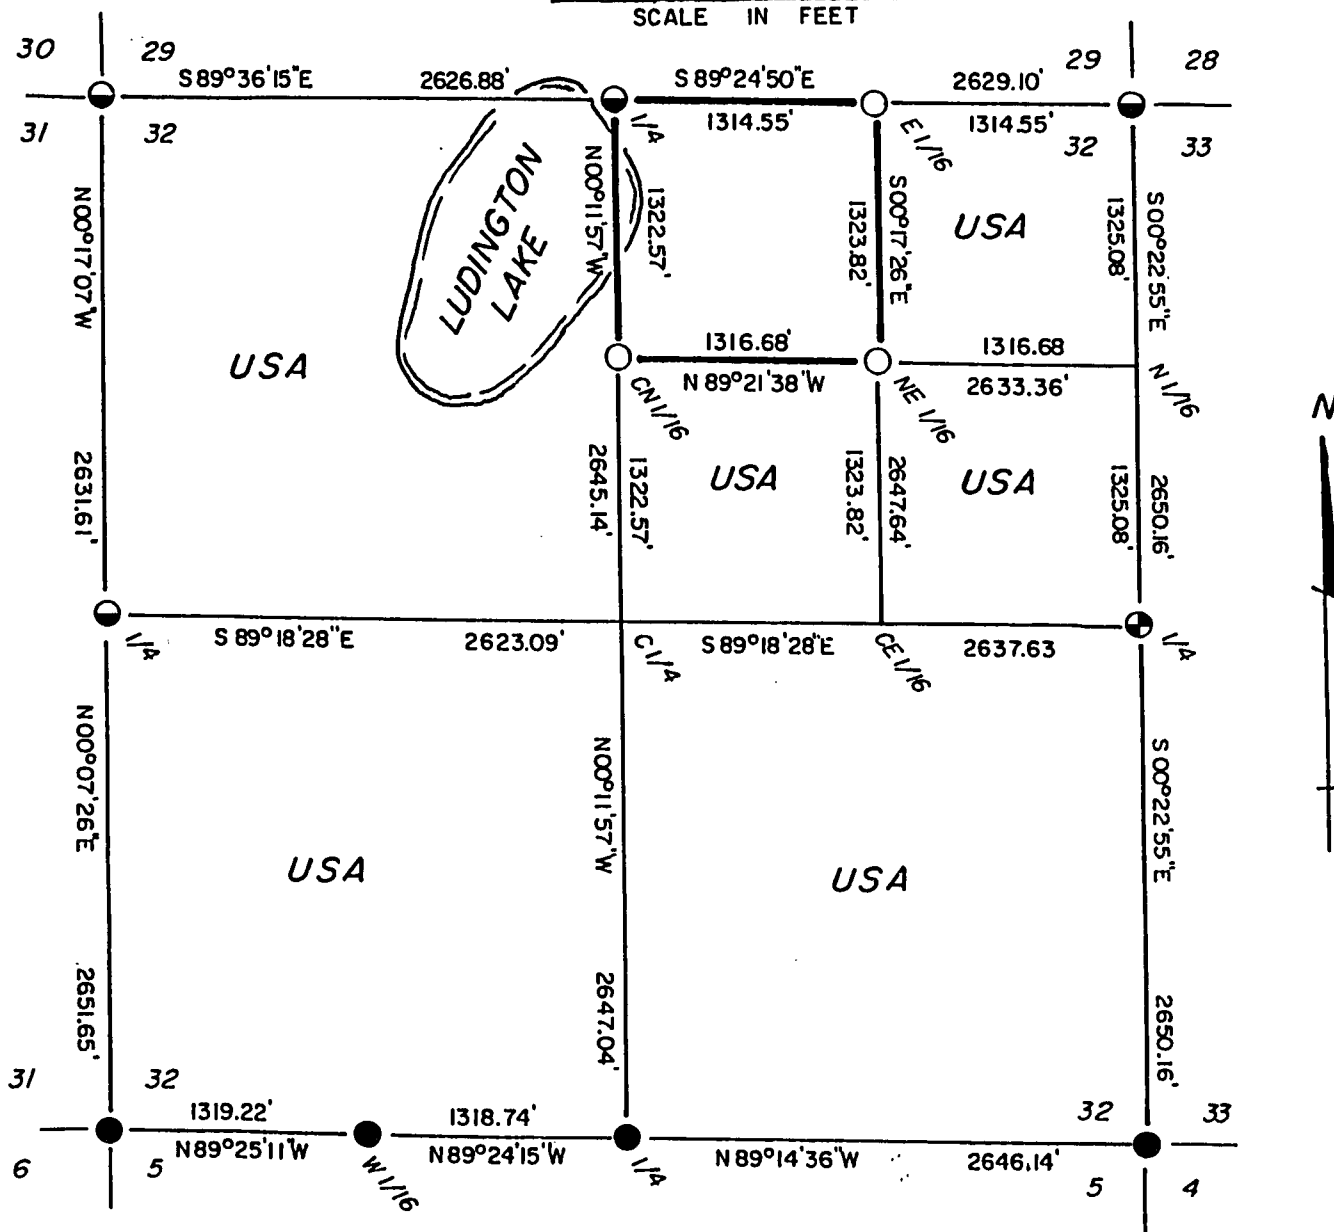 SCALE IN FEET
30 29 29 28
S 89°36'15"E 2626.88' S 89°24'50"E 2629.10'
1/4 1314.55' E 1/16 1314.55'
31 32 32 33
N00°17'07"W
LUDINGTON
LAKE
N00°11'57"W
1322.57'
1323.82'
S00°17'26"E
USA
1325.08'
S00°22'55"E
USA
1316.68' 1316.68
N 89°21'38"W 2633.36'
CN 1/16 NE 1/16 N 1/16
N
2631.61'
2645.14'
1322.57'
USA
1323.82'
2647.64'
USA
1325.08'
2650.16'
1/4 S 89°18'28"E 2623.09' C 1/4 S 89°18'28"E CE 1/16 2637.63 1/4
N00°07'26"E
N00°11'57"W
S 00°22'55"E
USA USA
2651.65'
2647.04'
2650.16'
31 32 32 33
1319.22' 1318.74'
N89°25'11"W N89°24'15"W N89°14'36"W 2646.14'
W 1/16 1/4
6 5 5 4